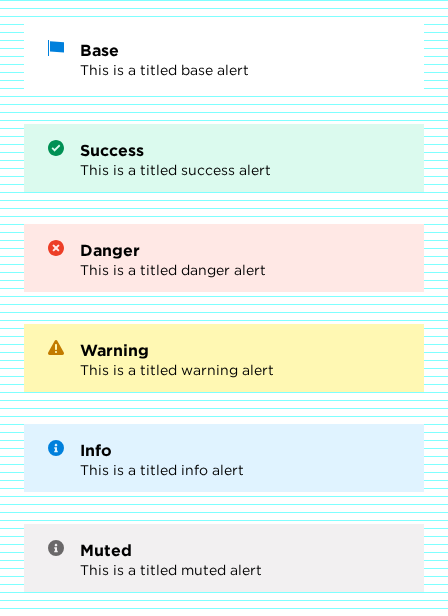 Base
This is a titled base alert
Success
This is a titled success alert
Danger
This is a titled danger alert
Warning
This is a titled warning alert
Info
This is a titled info alert
Muted
This is a titled muted alert